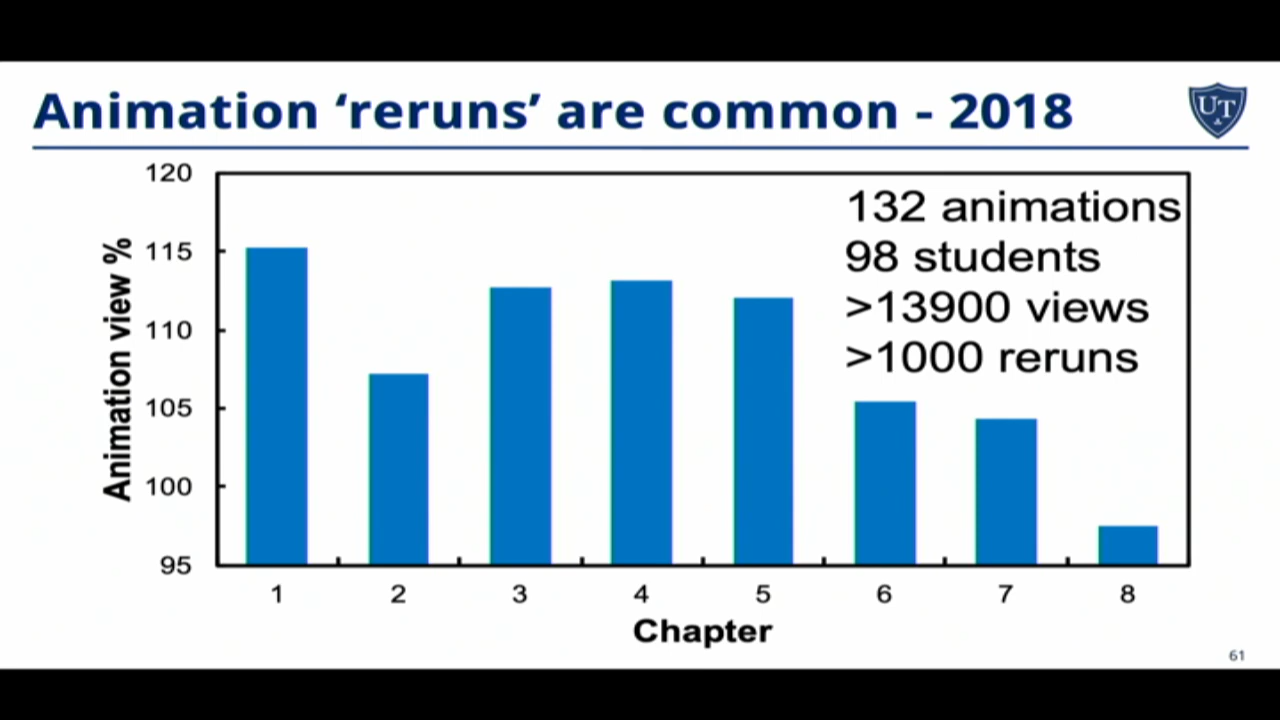 Animation ‘reruns’ are common - 2018
UT
120
115
110
105
100
95
Animation view %
132 animations
98 students
>13900 views
>1000 reruns
1 2 3 4 5 6 7 8
Chapter
61